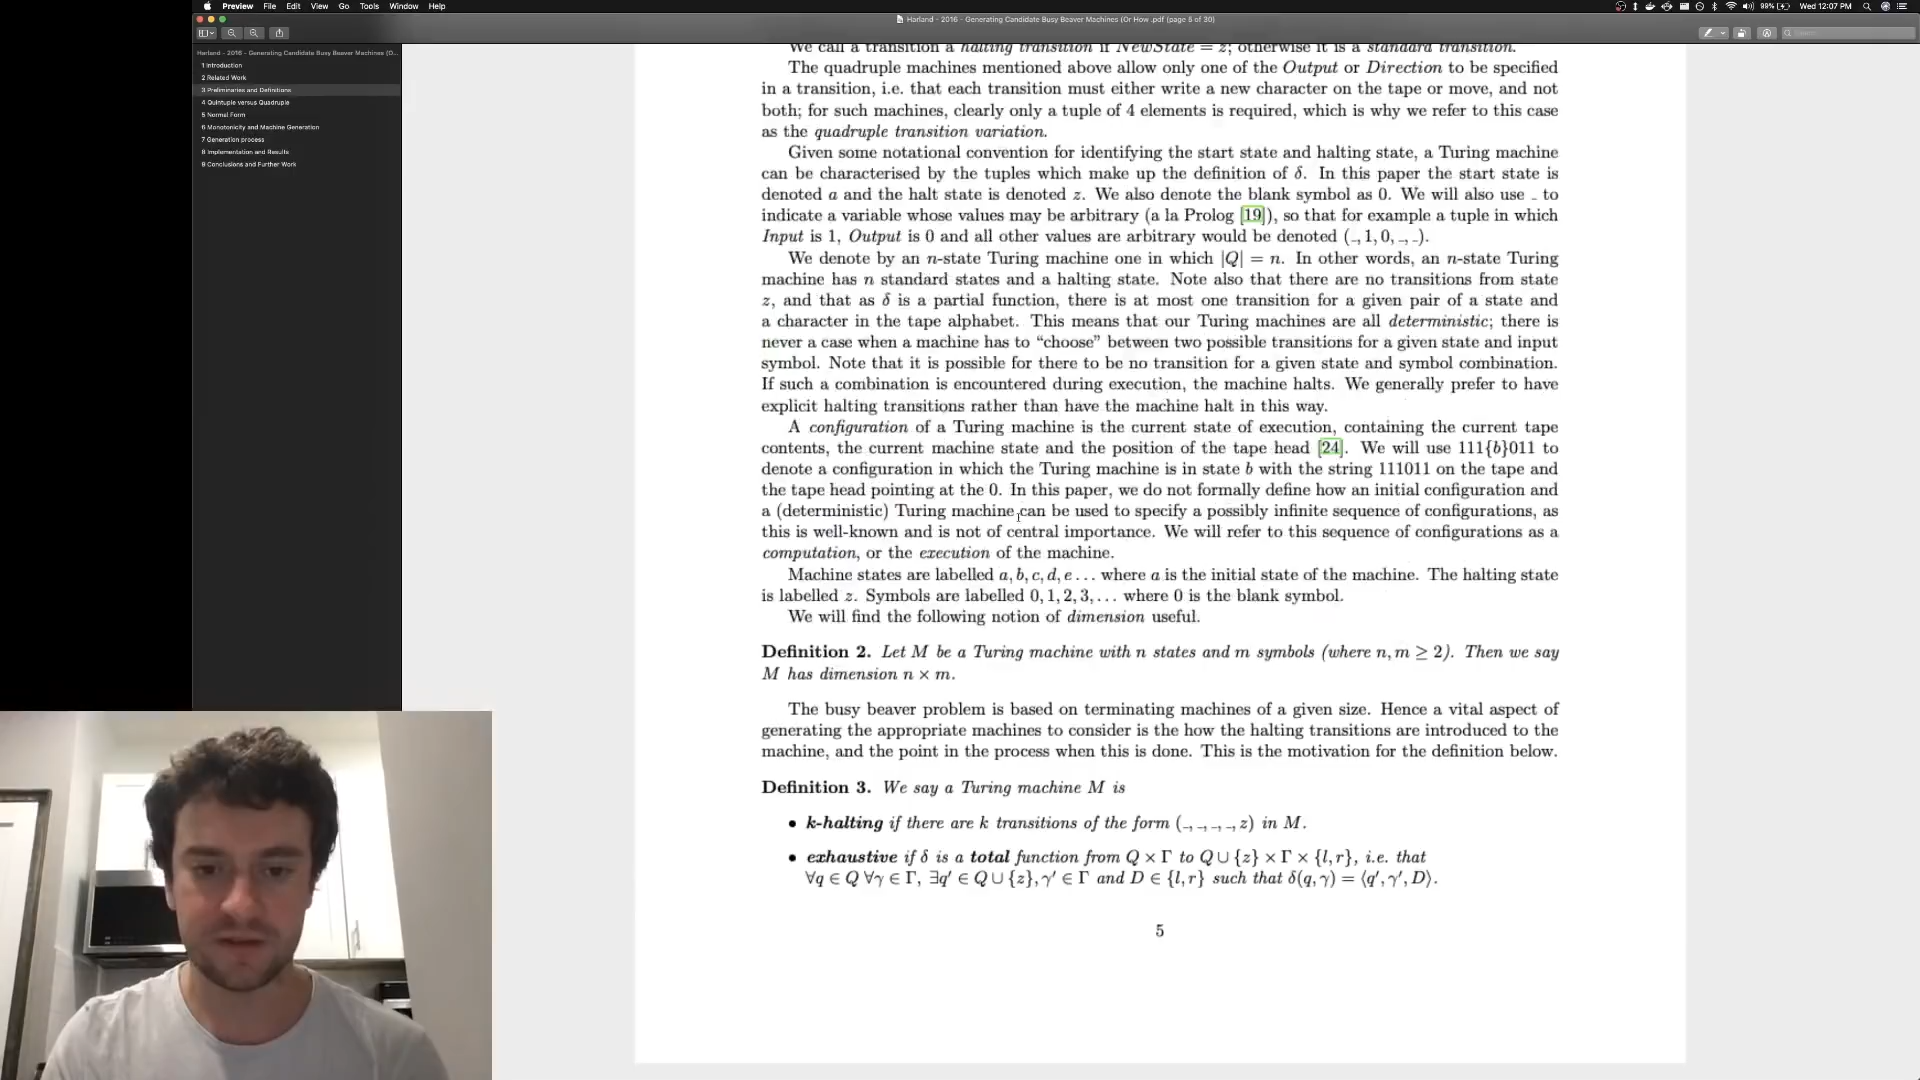 Preview File Edit View Go Tools Window Help
99% Wed 12:07 PM
Harland - 2016 - Generating Candidate Busy Beaver Machines (Or How .pdf (page 5 of 30)
Search
Harland - 2016 - Generating Candidate Busy Beaver Machines (O...
1 Introduction
2 Related Work
3 Preliminaries and Definitions
4 Quintuple versus Quadruple
5 Normal Form
6 Monotonicity and Machine Generation
7 Generation process
8 Implementation and Results
9 Conclusions and Further Work
We call a transition a halting transition if NewState = z; otherwise it is a standard transition.
The quadruple machines mentioned above allow only one of the Output or Direction to be specified
in a transition, i.e. that each transition must either write a new character on the tape or move, and not
both; for such machines, clearly only a tuple of 4 elements is required, which is why we refer to this case
as the quadruple transition variation.
Given some notational convention for identifying the start state and halting state, a Turing machine
can be characterised by the tuples which make up the definition of δ. In this paper the start state is
denoted a and the halt state is denoted z. We also denote the blank symbol as 0. We will also use _ to
indicate a variable whose values may be arbitrary (a la Prolog [19]), so that for example a tuple in which
Input is 1, Output is 0 and all other values are arbitrary would be denoted (_, 1, 0, _, _).
We denote by an n-state Turing machine one in which |Q| = n. In other words, an n-state Turing
machine has n standard states and a halting state. Note also that there are no transitions from state
z, and that as δ is a partial function, there is at most one transition for a given pair of a state and
a character in the tape alphabet. This means that our Turing machines are all deterministic; there is
never a case when a machine has to “choose” between two possible transitions for a given state and input
symbol. Note that it is possible for there to be no transition for a given state and symbol combination.
If such a combination is encountered during execution, the machine halts. We generally prefer to have
explicit halting transitions rather than have the machine halt in this way.
A configuration of a Turing machine is the current state of execution, containing the current tape
contents, the current machine state and the position of the tape head [24]. We will use 111{b}011 to
denote a configuration in which the Turing machine is in state b with the string 111011 on the tape and
the tape head pointing at the 0. In this paper, we do not formally define how an initial configuration and
a (deterministic) Turing machine can be used to specify a possibly infinite sequence of configurations, as
this is well-known and is not of central importance. We will refer to this sequence of configurations as a
computation, or the execution of the machine.
Machine states are labelled a, b, c, d, e . . . where a is the initial state of the machine. The halting state
is labelled z. Symbols are labelled 0, 1, 2, 3, . . . where 0 is the blank symbol.
We will find the following notion of dimension useful.
Definition 2. Let M be a Turing machine with n states and m symbols (where n, m ≥ 2). Then we say
M has dimension n × m.
The busy beaver problem is based on terminating machines of a given size. Hence a vital aspect of
generating the appropriate machines to consider is the how the halting transitions are introduced to the
machine, and the point in the process when this is done. This is the motivation for the definition below.
Definition 3. We say a Turing machine M is
• k-halting if there are k transitions of the form (_, _, _, _, z) in M.
• exhaustive if δ is a total function from Q × Γ to Q ∪ {z} × Γ × {l, r}, i.e. that
∀q ∈ Q ∀γ ∈ Γ, ∃q′ ∈ Q ∪ {z}, γ′ ∈ Γ and D ∈ {l, r} such that δ(q, γ) = ⟨q′, γ′, D⟩.
5